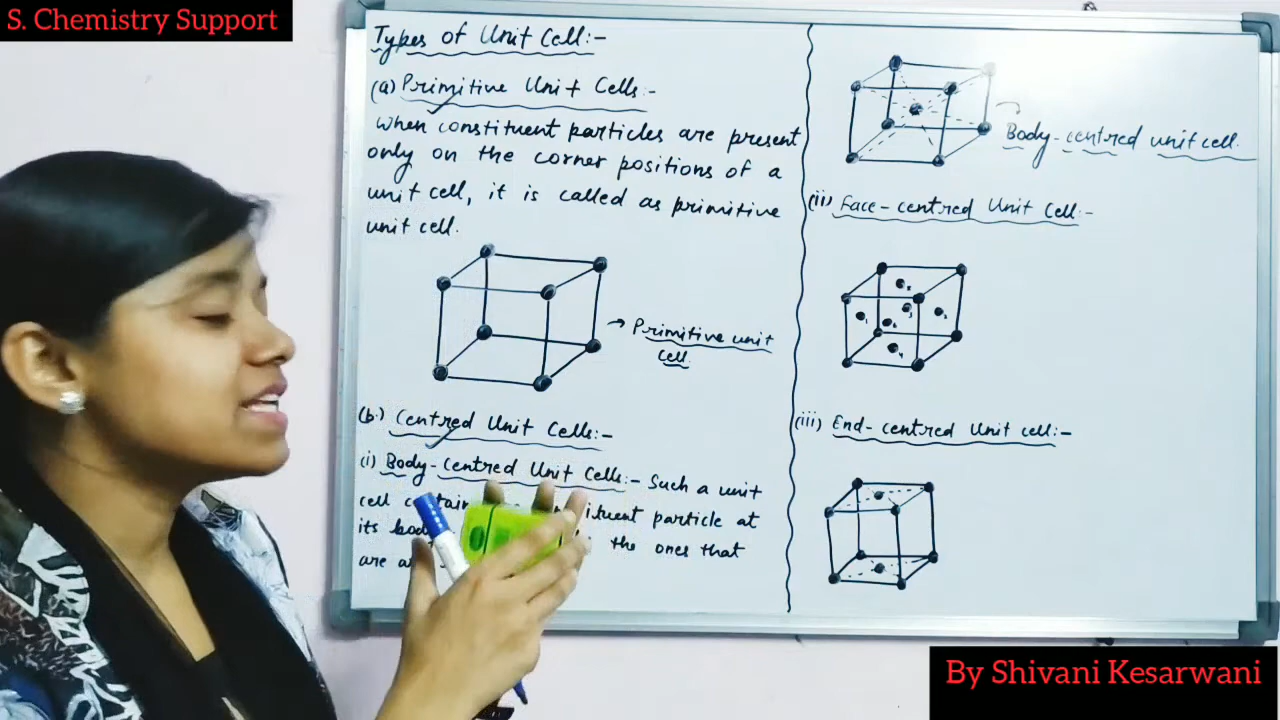 S. Chemistry Support
Types of Unit Cell:-
(a) Primitive Unit Cells:-
When constituent particles are present
only on the corner positions of a
unit cell, it is called as primitive
unit cell.
→ Primitive unit
cell.
(b) Centred Unit Cells:-
(i) Body-Centred Unit Cells:- Such a unit
cell particle at
its the ones that
are
Body-centred unit cell.
(ii) Face-centred Unit Cell:-
(iii) End-centred Unit cell:-
By Shivani Kesarwani